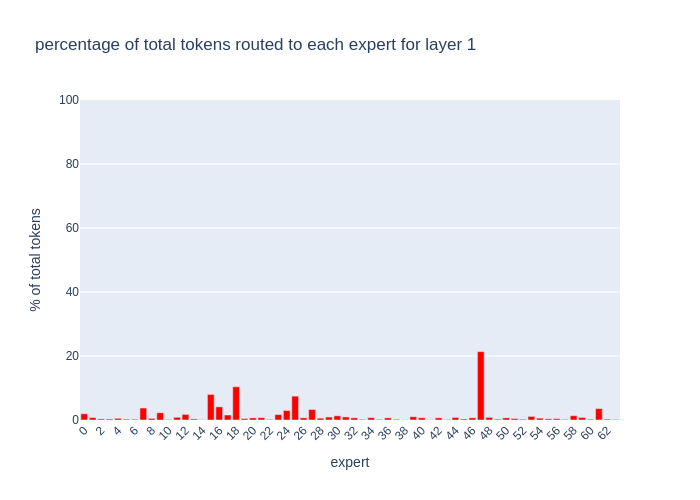 percentage of total tokens routed to each expert for layer 1
100
80
60
40
20
0
% of total tokens
0 2 4 6 8 10 12 14 16 18 20 22 24 26 28 30 32 34 36 38 40 42 44 46 48 50 52 54 56 58 60 62
expert